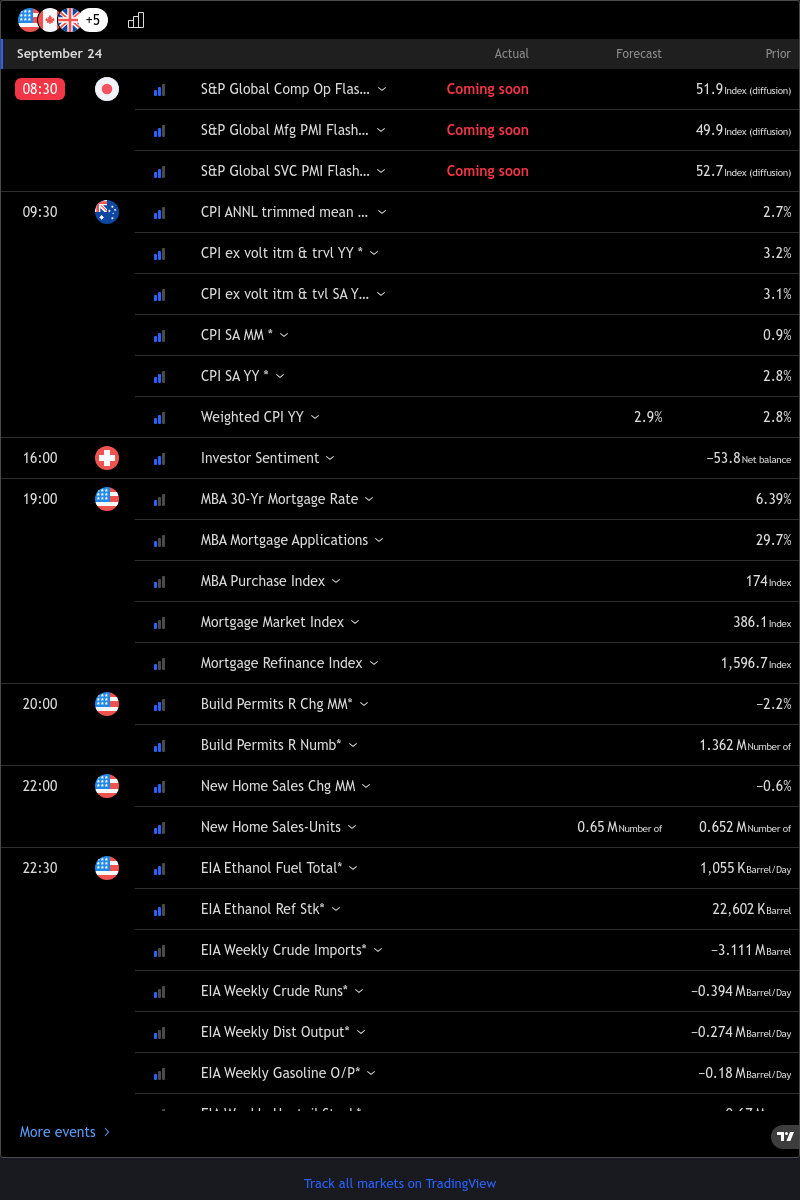 +5
September 24 Actual Forecast Prior
08:30 S&P Global Comp Op Flas... Coming soon 51.9 Index (diffusion)
S&P Global Mfg PMI Flash... Coming soon 49.9 Index (diffusion)
S&P Global SVC PMI Flash... Coming soon 52.7 Index (diffusion)
09:30 CPI ANNL trimmed mean ... 2.7%
CPI ex volt itm & trvl YY * 3.2%
CPI ex volt itm & tvl SA Y... 3.1%
CPI SA MM * 0.9%
CPI SA YY * 2.8%
Weighted CPI YY 2.9% 2.8%
16:00 Investor Sentiment −53.8 Net balance
19:00 MBA 30-Yr Mortgage Rate 6.39%
MBA Mortgage Applications 29.7%
MBA Purchase Index 174 Index
Mortgage Market Index 386.1 Index
Mortgage Refinance Index 1,596.7 Index
20:00 Build Permits R Chg MM* −2.2%
Build Permits R Numb* 1.362 M Number of
22:00 New Home Sales Chg MM −0.6%
New Home Sales-Units 0.65 M Number of 0.652 M Number of
22:30 EIA Ethanol Fuel Total* 1,055 K Barrel/Day
EIA Ethanol Ref Stk* 22,602 K Barrel
EIA Weekly Crude Imports* −3.111 M Barrel
EIA Weekly Crude Runs* −0.394 M Barrel/Day
EIA Weekly Dist Output* −0.274 M Barrel/Day
EIA Weekly Gasoline O/P* −0.18 M Barrel/Day
More events
Track all markets on TradingView